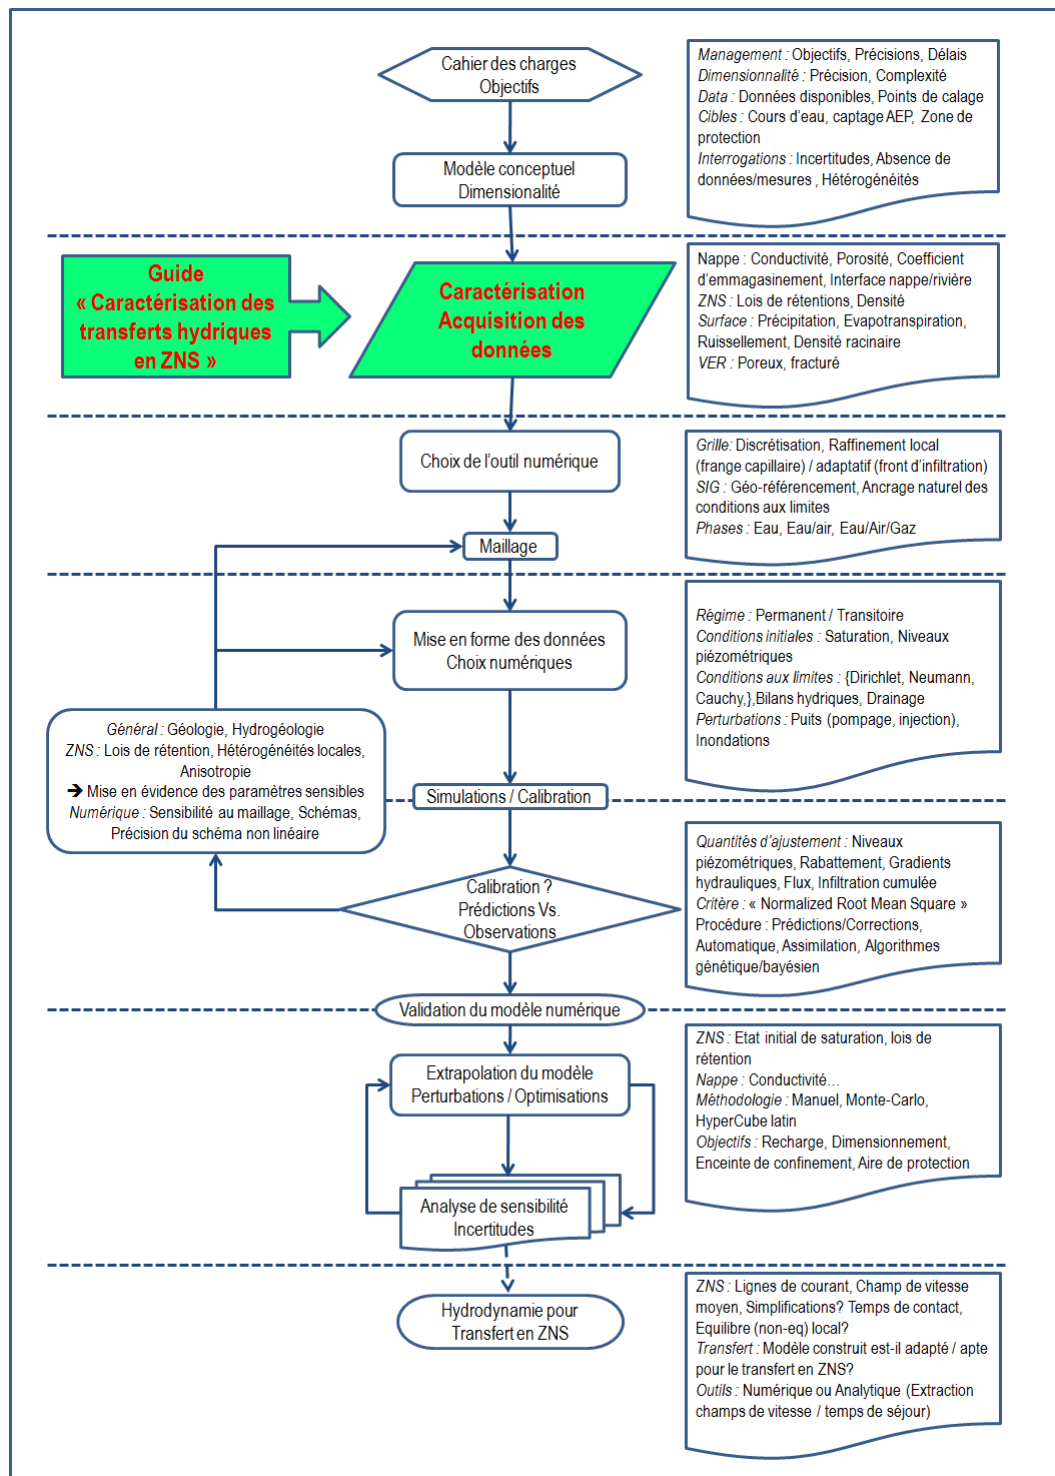 Cahier des charges
Objectifs
Management : Objectifs, Précisions, Délais
Dimensionnalité : Précision, Complexité
Data : Données disponibles, Points de calage
Cibles : Cours d'eau, captage AEP, Zone de
protection
Interrogations : Incertitudes, Absence de
données/mesures , Hétérogénéités
Modèle conceptuel
Dimensionalité
Guide
« Caractérisation des
transferts hydriques
en ZNS »
Caractérisation
Acquisition des
données
Nappe : Conductivité, Porosité, Coefficient
d'emmagasinement, Interface nappe/rivière
ZNS : Lois de rétentions, Densité
Surface : Précipitation, Evapotranspiration,
Ruissellement, Densité racinaire
VER : Poreux, fracturé
Choix de l'outil numérique
Grille: Discrétisation, Raffinement local
(frange capillaire) / adaptatif (front d'infiltration)
SIG : Géo-référencement, Ancrage naturel des
conditions aux limites
Phases : Eau, Eau/air, Eau/Air/Gaz
Maillage
Mise en forme des données
Choix numériques
Régime : Permanent / Transitoire
Conditions initiales : Saturation, Niveaux
piézométriques
Conditions aux limites : {Dirichlet, Neumann,
Cauchy,},Bilans hydriques, Drainage
Perturbations : Puits (pompage, injection),
Inondations
Général : Géologie, Hydrogéologie
ZNS : Lois de rétention, Hétérogénéités locales,
Anisotropie
➔ Mise en évidence des paramètres sensibles
Numérique : Sensibilité au maillage, Schémas,
Précision du schéma non linéaire
Simulations / Calibration
Calibration ?
Prédictions Vs.
Observations
Quantités d'ajustement : Niveaux
piézométriques, Rabattement, Gradients
hydrauliques, Flux, Infiltration cumulée
Critère : « Normalized Root Mean Square »
Procédure : Prédictions/Corrections,
Automatique, Assimilation, Algorithmes
génétique/bayésien
Validation du modèle numérique
Extrapolation du modèle
Perturbations / Optimisations
ZNS : Etat initial de saturation, lois de
rétention
Nappe : Conductivité…
Méthodologie : Manuel, Monte-Carlo,
HyperCube latin
Objectifs : Recharge, Dimensionnement,
Enceinte de confinement, Aire de protection
Analyse de sensibilité
Incertitudes
Hydrodynamie pour
Transfert en ZNS
ZNS : Lignes de courant, Champ de vitesse
moyen, Simplifications? Temps de contact,
Equilibre (non-eq) local?
Transfert : Modèle construit est-il adapté / apte
pour le transfert en ZNS?
Outils : Numérique ou Analytique (Extraction
champs de vitesse / temps de séjour)